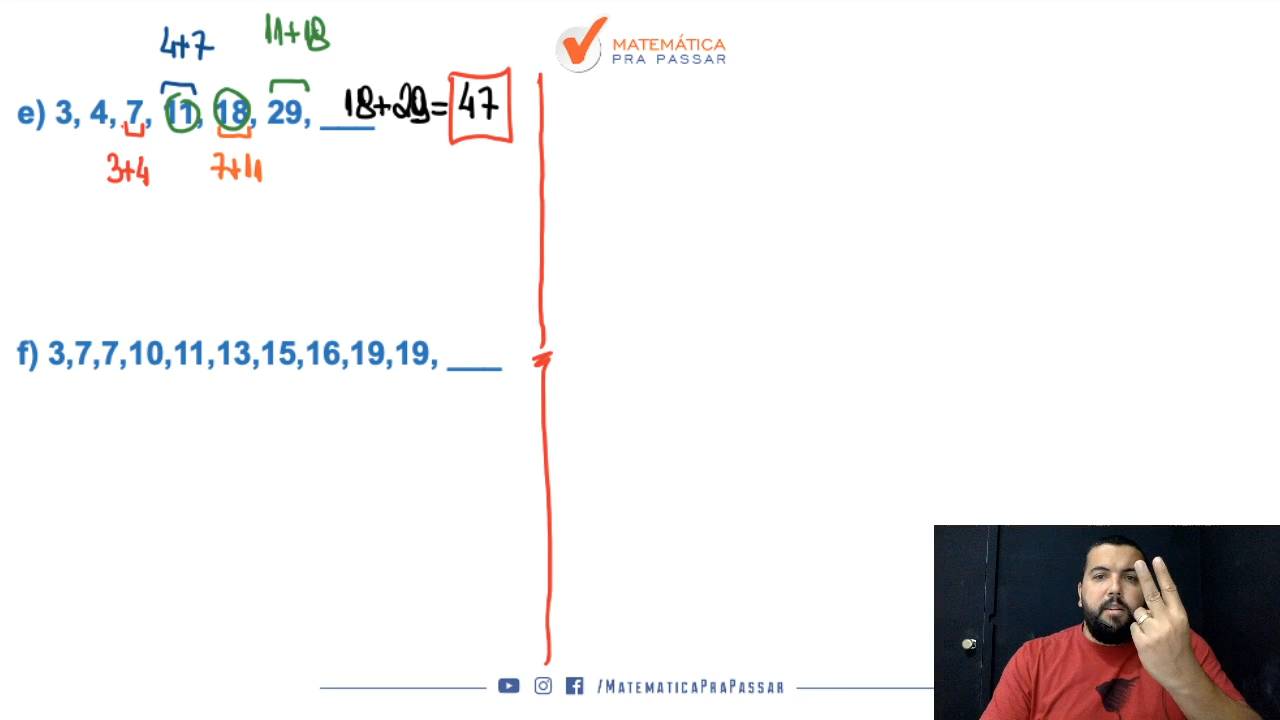 4+7
11+18
MATEMÁTICA
PRA PASSAR
e) 3, 4, 7, 11, 18, 29, ___ 18+29= 47
3+4
7+11
f) 3,7,7,10,11,13,15,16,19,19, ___
/MATEMATICAPRAPASSAR